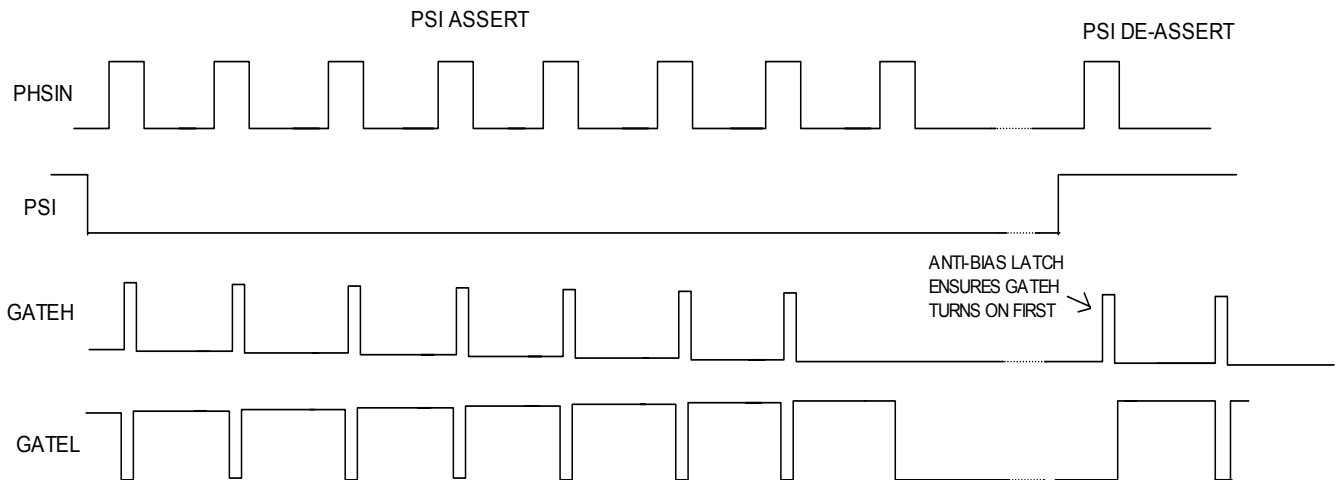 PSI ASSERT
PSI DE-ASSERT
PHSIN
PSI
ANTI-BIAS LATCH
ENSURES GATEH
TURNS ON FIRST
GATEH
GATEL